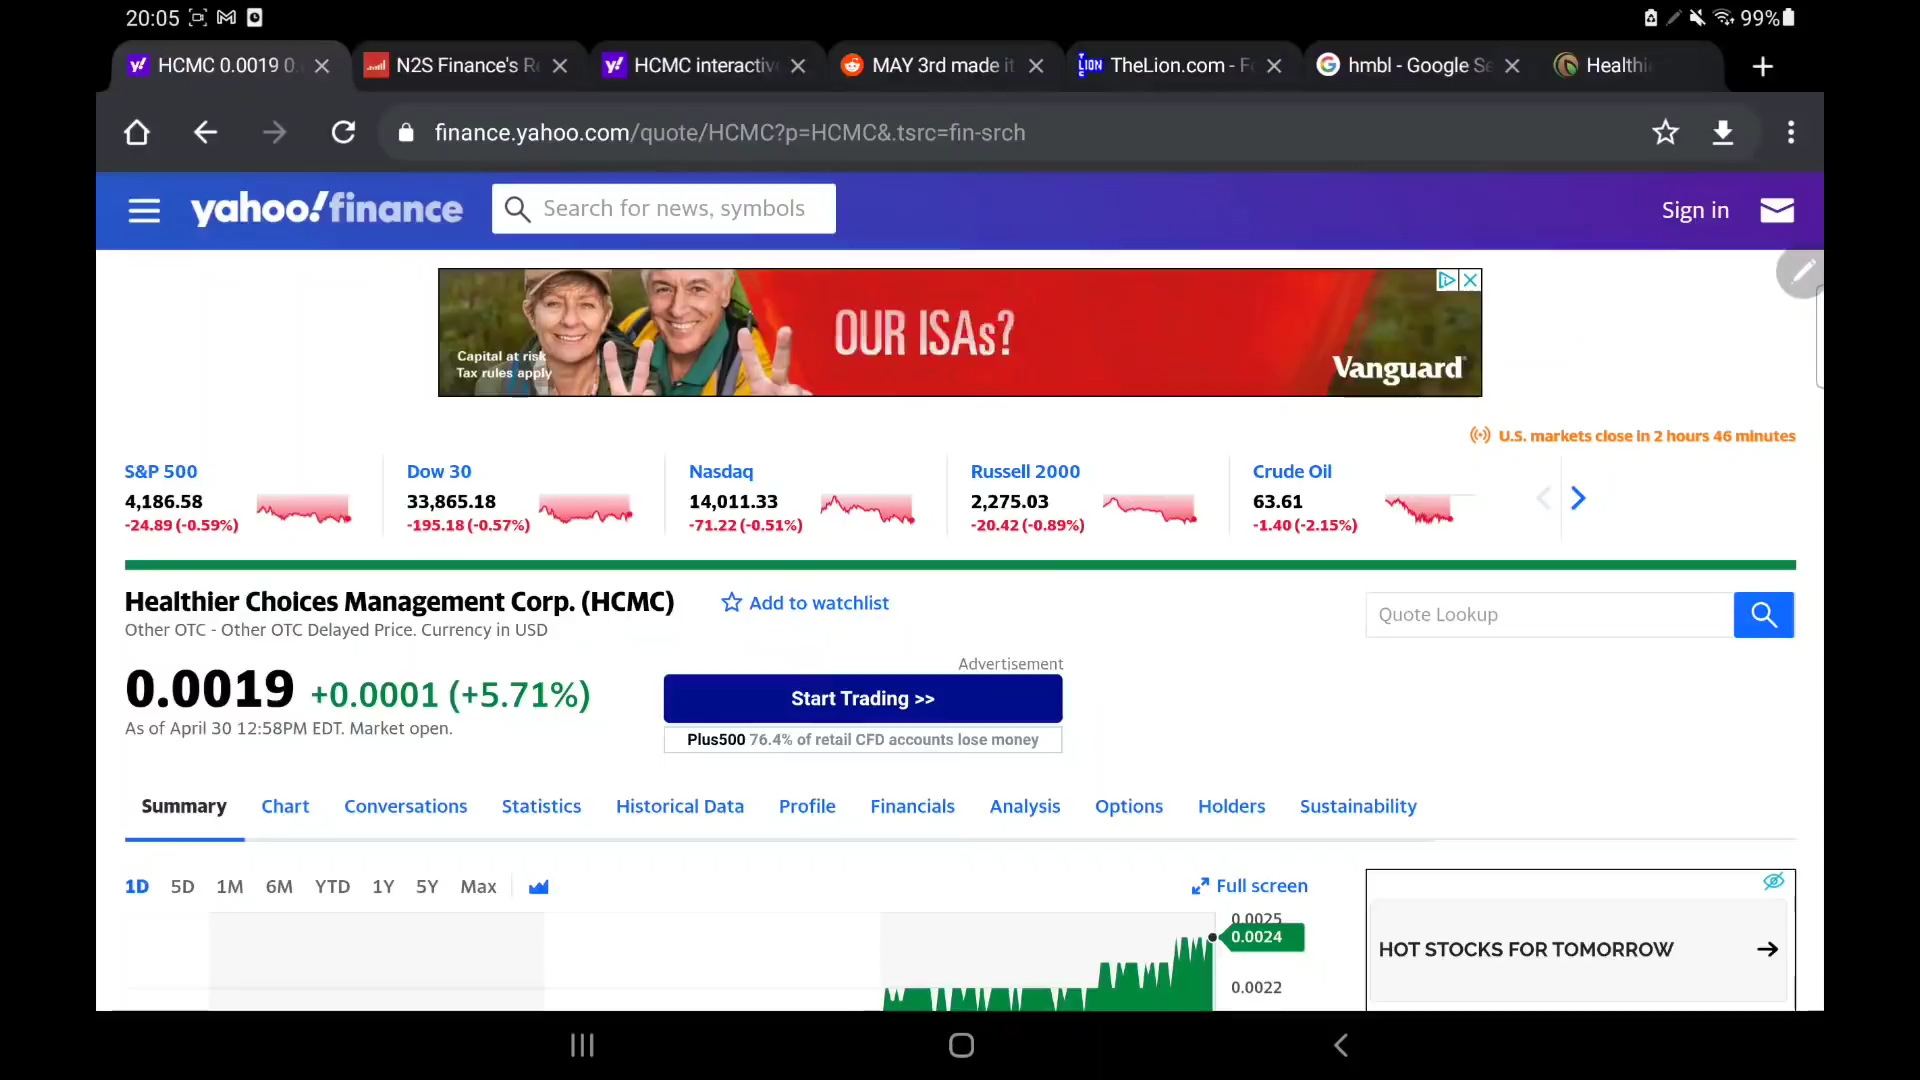 20:05
99%
HCMC 0.0019 0.
N2S Finance's Re
HCMC interactive
MAY 3rd made it
TheLion.com - Fo
hmbl - Google Se
Healthi
finance.yahoo.com/quote/HCMC?p=HCMC&.tsrc=fin-srch
yahoo!finance
Search for news, symbols
Sign in
Capital at risk
Tax rules apply
OUR ISAs?
Vanguard
U.S. markets close in 2 hours 46 minutes
S&P 500
4,186.58
-24.89 (-0.59%)
Dow 30
33,865.18
-195.18 (-0.57%)
Nasdaq
14,011.33
-71.22 (-0.51%)
Russell 2000
2,275.03
-20.42 (-0.89%)
Crude Oil
63.61
-1.40 (-2.15%)
Healthier Choices Management Corp. (HCMC)
Add to watchlist
Other OTC - Other OTC Delayed Price. Currency in USD
Quote Lookup
0.0019 +0.0001 (+5.71%)
As of April 30 12:58PM EDT. Market open.
Advertisement
Start Trading >>
Plus500 76.4% of retail CFD accounts lose money
Summary Chart Conversations Statistics Historical Data Profile Financials Analysis Options Holders Sustainability
1D 5D 1M 6M YTD 1Y 5Y Max
Full screen
0.0025
0.0024
0.0022
HOT STOCKS FOR TOMORROW